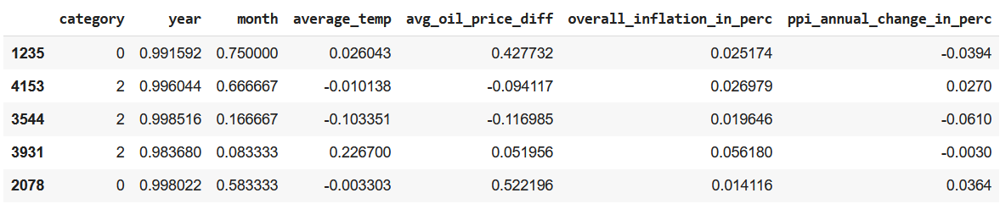 category year month average_temp avg_oil_price_diff overall_inflation_in_perc ppi_annual_change_in_perc
1235 0 0.991592 0.750000 0.026043 0.427732 0.025174 -0.0394
4153 2 0.996044 0.666667 -0.010138 -0.094117 0.026979 0.0270
3544 2 0.998516 0.166667 -0.103351 -0.116985 0.019646 -0.0610
3931 2 0.983680 0.083333 0.226700 0.051956 0.056180 -0.0030
2078 0 0.998022 0.583333 -0.003303 0.522196 0.014116 0.0364